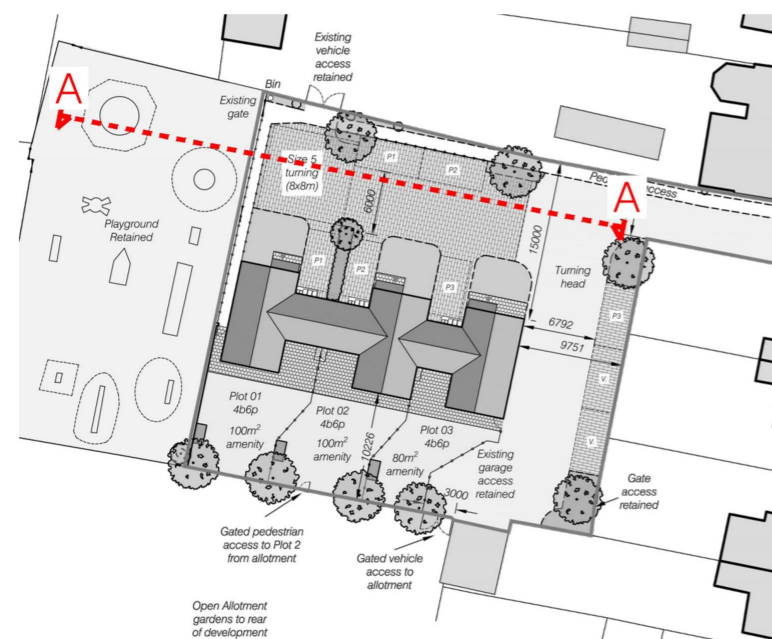 Existing
vehicle
access
retained
Bin
A
Existing
gate
Size 5
turning
(8x8m)
P1
P2
6000
Playground
Retained
A
15000
Turning
head
P1
P2
P3
P3
6792
9751
V.
V.
Plot 01
4b6p
100m²
amenity
Plot 02
4b6p
100m²
amenity
10226
Plot 03
4b6p
80m²
amenity
Existing
garage
access
retained
3000
Gate
access
retained
Gated pedestrian
access to Plot 2
from allotment
Gated vehicle
access to
allotment
Open Allotment
gardens to rear
of development